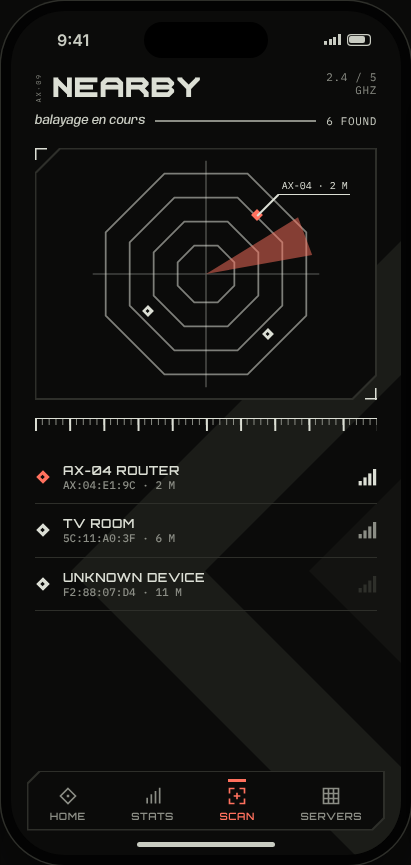 9:41
AX-09
NEARBY
2.4 / 5
GHZ
balayage en cours
6 FOUND
AX-04 · 2 M
AX-04 ROUTER
AX:04:E1:9C · 2 M
TV ROOM
5C:11:A0:3F · 6 M
UNKNOWN DEVICE
F2:88:07:D4 · 11 M
HOME
STATS
SCAN
SERVERS